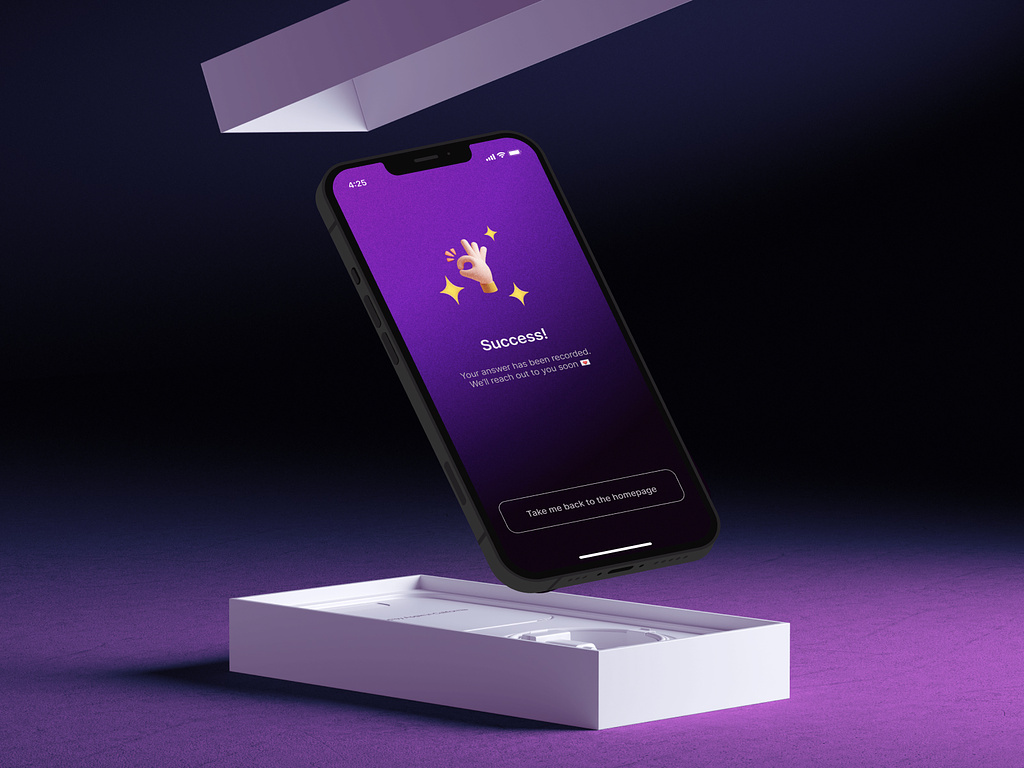 4:25
Success!
Your answer has been recorded.
We'll reach out to you soon 💌
Take me back to the homepage